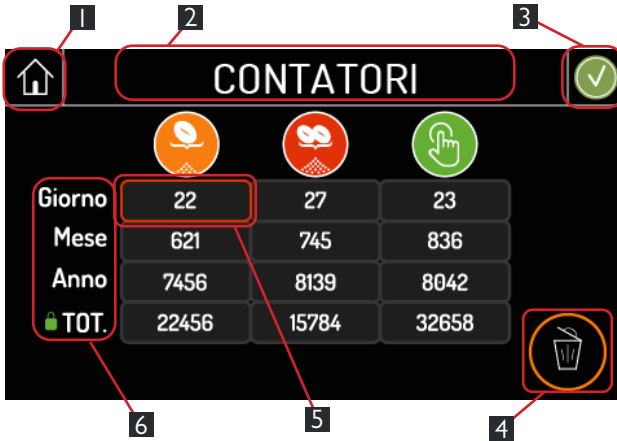 1 2 3
CONTATORI
Giorno 22 27 23
Mese 621 745 836
Anno 7456 8139 8042
TOT. 22456 15784 32658
6 5 4